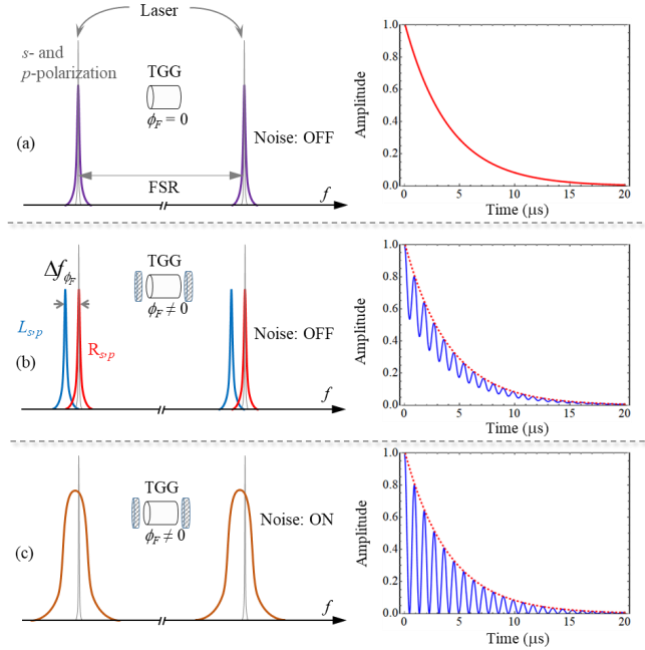 Laser
s- and
p-polarization
TGG
ϕF = 0
(a)
Noise: OFF
FSR
f
Amplitude
1.0
0.8
0.6
0.4
0.2
0.0
0 5 10 15 20
Time (μs)
ΔfϕF
TGG
ϕF ≠ 0
Ls,p
Rs,p
(b)
Noise: OFF
f
Amplitude
1.0
0.8
0.6
0.4
0.2
0.0
0 5 10 15 20
Time (μs)
TGG
ϕF ≠ 0
(c)
Noise: ON
f
Amplitude
1.0
0.8
0.6
0.4
0.2
0.0
0 5 10 15 20
Time (μs)